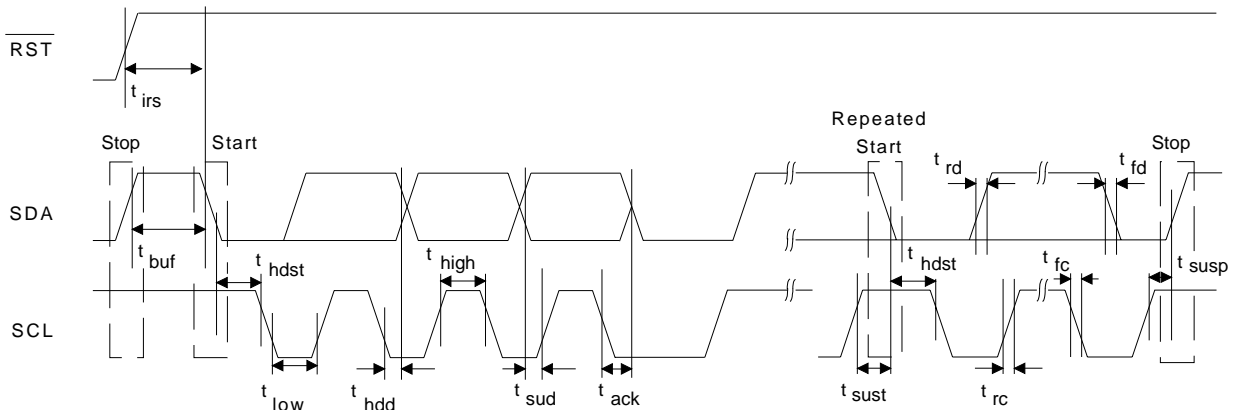 RST
t irs
Repeated
Stop Start Start Stop
t rd t fd
SDA
t buf t hdst t high t hdst t fc t susp
SCL
t low t hdd t sud t ack t sust t rc